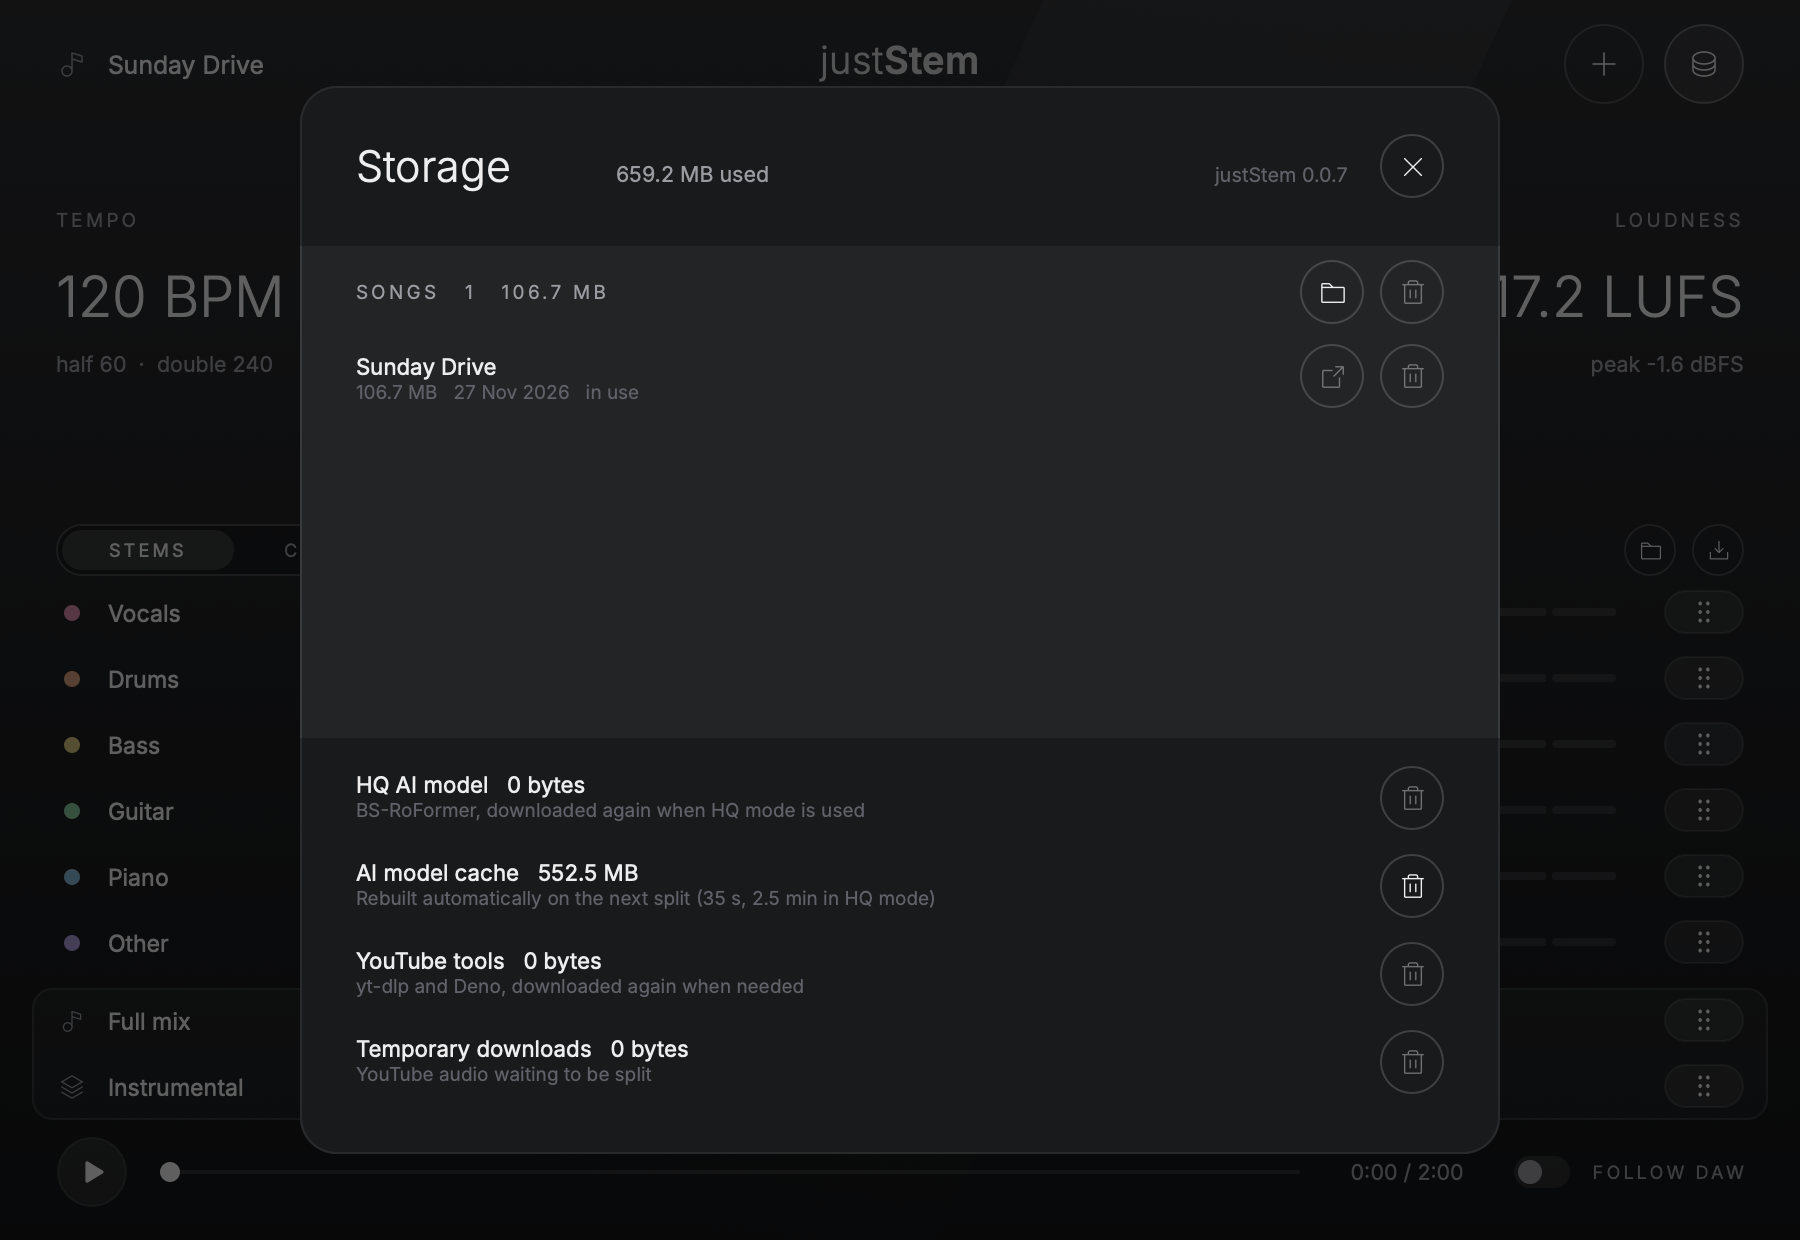 Sunday Drive
justStem
Storage
659.2 MB used
justStem 0.0.7
TEMPO
LOUDNESS
120 BPM
17.2 LUFS
half 60 · double 240
peak -1.6 dBFS
SONGS 1 106.7 MB
Sunday Drive
106.7 MB 27 Nov 2026 in use
STEMS
C
Vocals
Drums
Bass
Guitar
Piano
Other
Full mix
Instrumental
HQ AI model 0 bytes
BS-RoFormer, downloaded again when HQ mode is used
AI model cache 552.5 MB
Rebuilt automatically on the next split (35 s, 2.5 min in HQ mode)
YouTube tools 0 bytes
yt-dlp and Deno, downloaded again when needed
Temporary downloads 0 bytes
YouTube audio waiting to be split
0:00 / 2:00
FOLLOW DAW